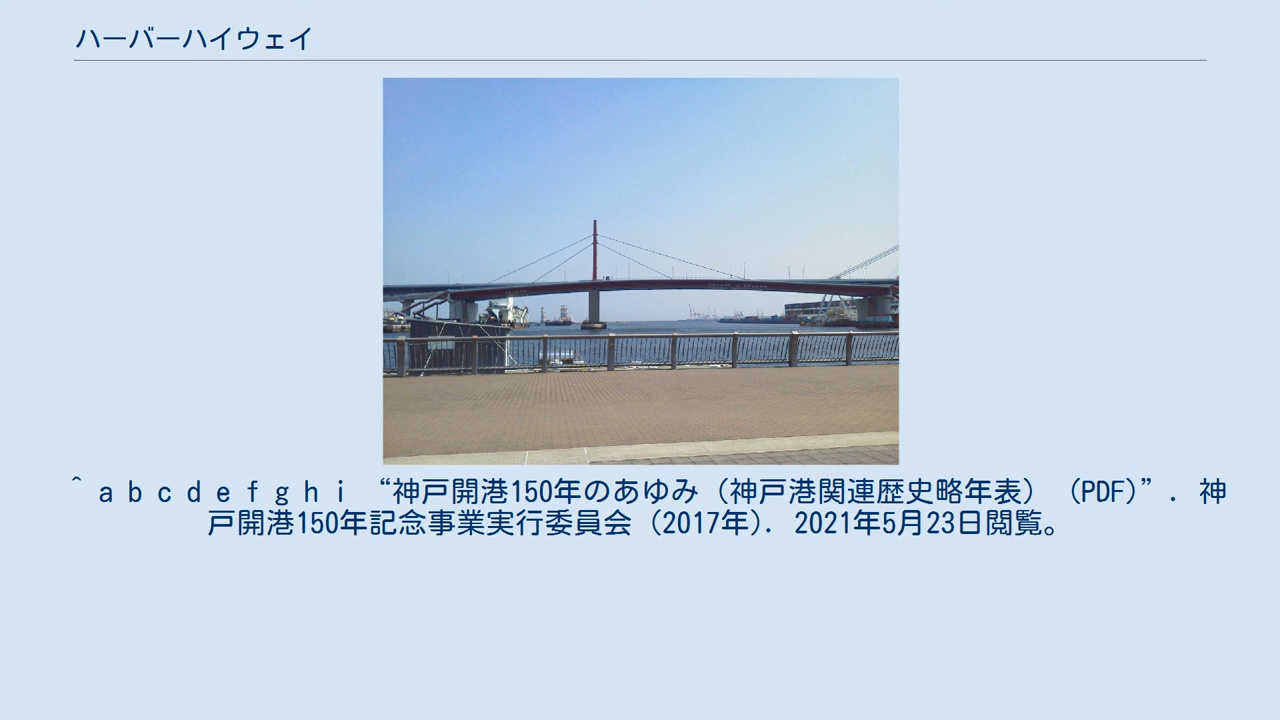 ハーバーハイウェイ
^ a b c d e f g h i “神戸開港150年のあゆみ（神戸港関連歴史略年表）（PDF）”. 神
戸開港150年記念事業実行委員会（2017年）. 2021年5月23日閲覧。